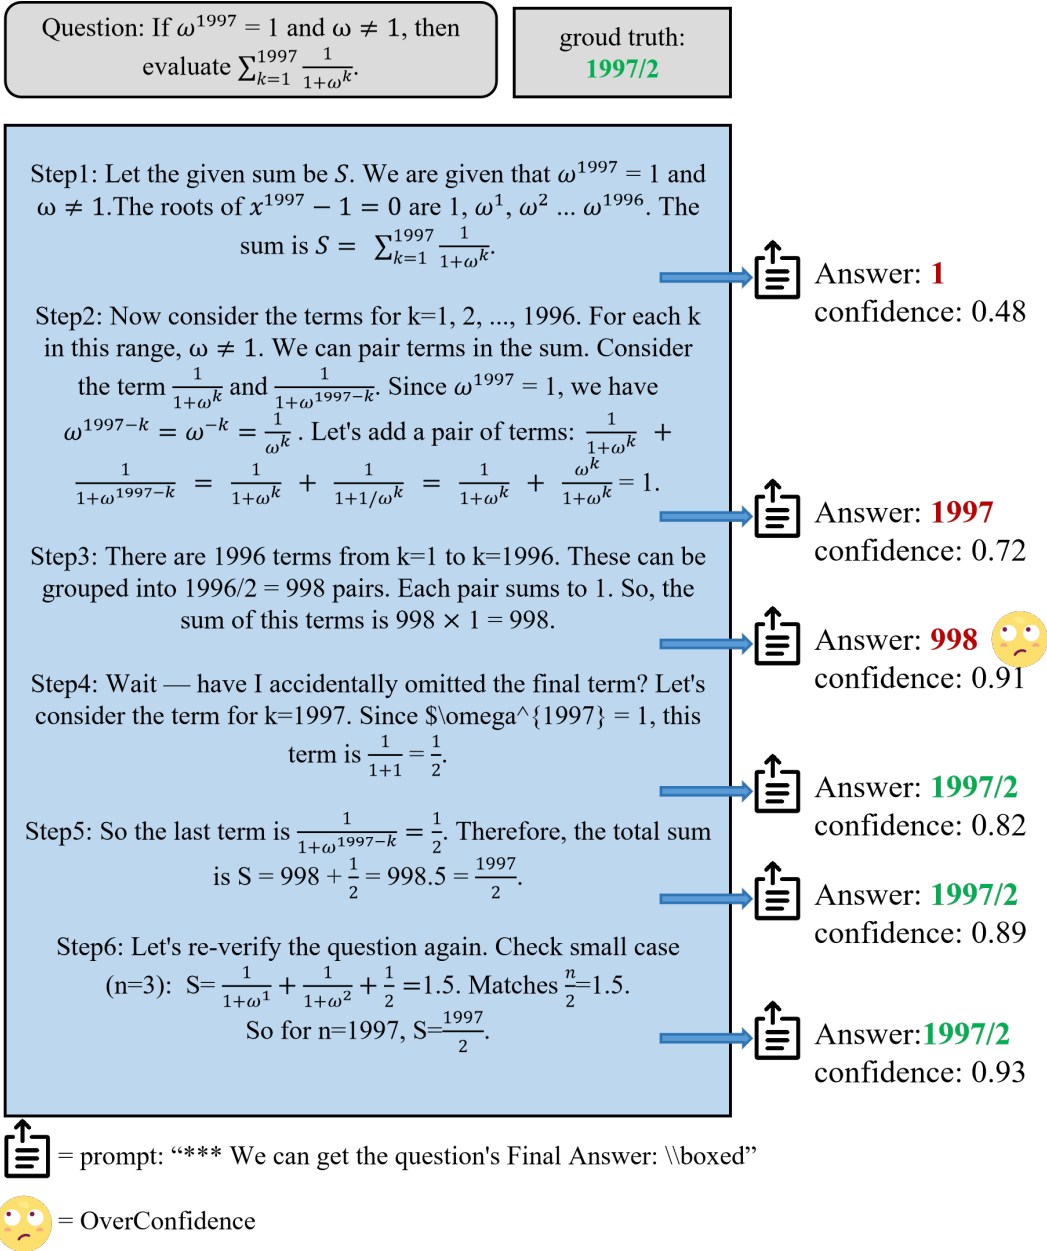 Question: If ω^1997 = 1 and ω ≠ 1, then
evaluate ∑_{k=1}^{1997} 1/(1+ω^k).
groud truth:
1997/2
Step1: Let the given sum be S. We are given that ω^1997 = 1 and
ω ≠ 1.The roots of x^1997 − 1 = 0 are 1, ω^1, ω^2 ... ω^1996. The
sum is S = ∑_{k=1}^{1997} 1/(1+ω^k).
Answer: 1
confidence: 0.48
Step2: Now consider the terms for k=1, 2, ..., 1996. For each k
in this range, ω ≠ 1. We can pair terms in the sum. Consider
the term 1/(1+ω^k) and 1/(1+ω^{1997−k}). Since ω^1997 = 1, we have
ω^{1997−k} = ω^{−k} = 1/ω^k . Let's add a pair of terms: 1/(1+ω^k) +
1/(1+ω^{1997−k}) = 1/(1+ω^k) + 1/(1+1/ω^k) = 1/(1+ω^k) + ω^k/(1+ω^k) = 1.
Answer: 1997
confidence: 0.72
Step3: There are 1996 terms from k=1 to k=1996. These can be
grouped into 1996/2 = 998 pairs. Each pair sums to 1. So, the
sum of this terms is 998 × 1 = 998.
Answer: 998
confidence: 0.91
Step4: Wait — have I accidentally omitted the final term? Let's
consider the term for k=1997. Since $\omega^{1997} = 1, this
term is 1/(1+1) = 1/2.
Answer: 1997/2
confidence: 0.82
Step5: So the last term is 1/(1+ω^{1997−k}) = 1/2. Therefore, the total sum
is S = 998 + 1/2 = 998.5 = 1997/2.
Answer: 1997/2
confidence: 0.89
Step6: Let's re-verify the question again. Check small case
(n=3): S= 1/(1+ω^1) + 1/(1+ω^2) + 1/2 =1.5. Matches n/2=1.5.
So for n=1997, S=1997/2.
Answer:1997/2
confidence: 0.93
= prompt: “*** We can get the question's Final Answer: \\boxed”
= OverConfidence